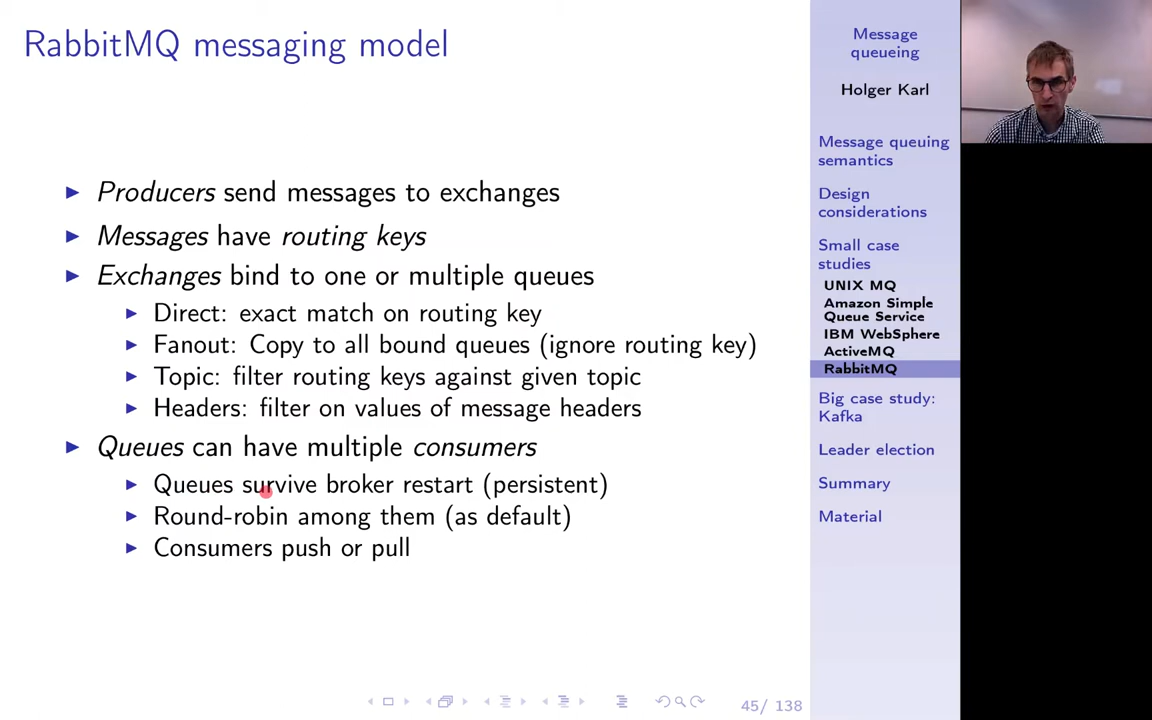 RabbitMQ messaging model
Producers send messages to exchanges
Messages have routing keys
Exchanges bind to one or multiple queues
Direct: exact match on routing key
Fanout: Copy to all bound queues (ignore routing key)
Topic: filter routing keys against given topic
Headers: filter on values of message headers
Queues can have multiple consumers
Queues survive broker restart (persistent)
Round-robin among them (as default)
Consumers push or pull
45/ 138
Message
queueing
Holger Karl
Message queuing
semantics
Design
considerations
Small case
studies
UNIX MQ
Amazon Simple
Queue Service
IBM WebSphere
ActiveMQ
RabbitMQ
Big case study:
Kafka
Leader election
Summary
Material